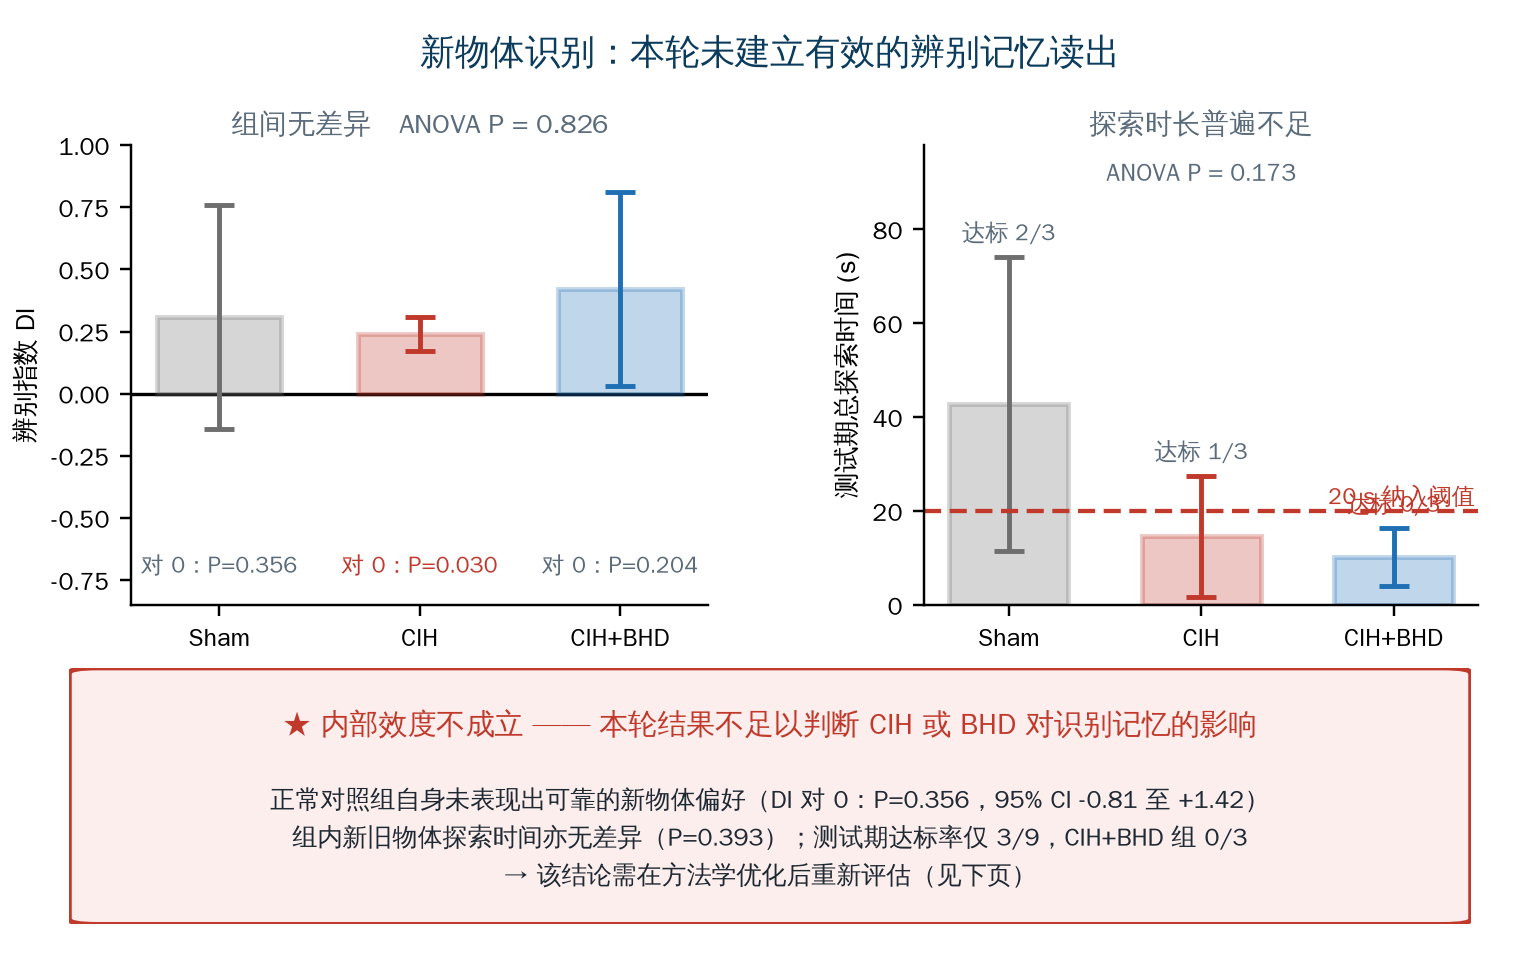 新物体识别：本轮未建立有效的辨别记忆读出
组间无差异 ANOVA P = 0.826
辨别指数 DI
1.00
0.75
0.50
0.25
0.00
-0.25
-0.50
-0.75
对 0：P=0.356
对 0：P=0.030
对 0：P=0.204
Sham
CIH
CIH+BHD
探索时长普遍不足
ANOVA P = 0.173
测试期总探索时间 (s)
80
60
40
20
0
达标 2/3
达标 1/3
20 s 纳入阈值
达标 0/3
Sham
CIH
CIH+BHD
★ 内部效度不成立 —— 本轮结果不足以判断 CIH 或 BHD 对识别记忆的影响
正常对照组自身未表现出可靠的新物体偏好（DI 对 0：P=0.356，95% CI -0.81 至 +1.42）
组内新旧物体探索时间亦无差异（P=0.393）；测试期达标率仅 3/9，CIH+BHD 组 0/3
→ 该结论需在方法学优化后重新评估（见下页）